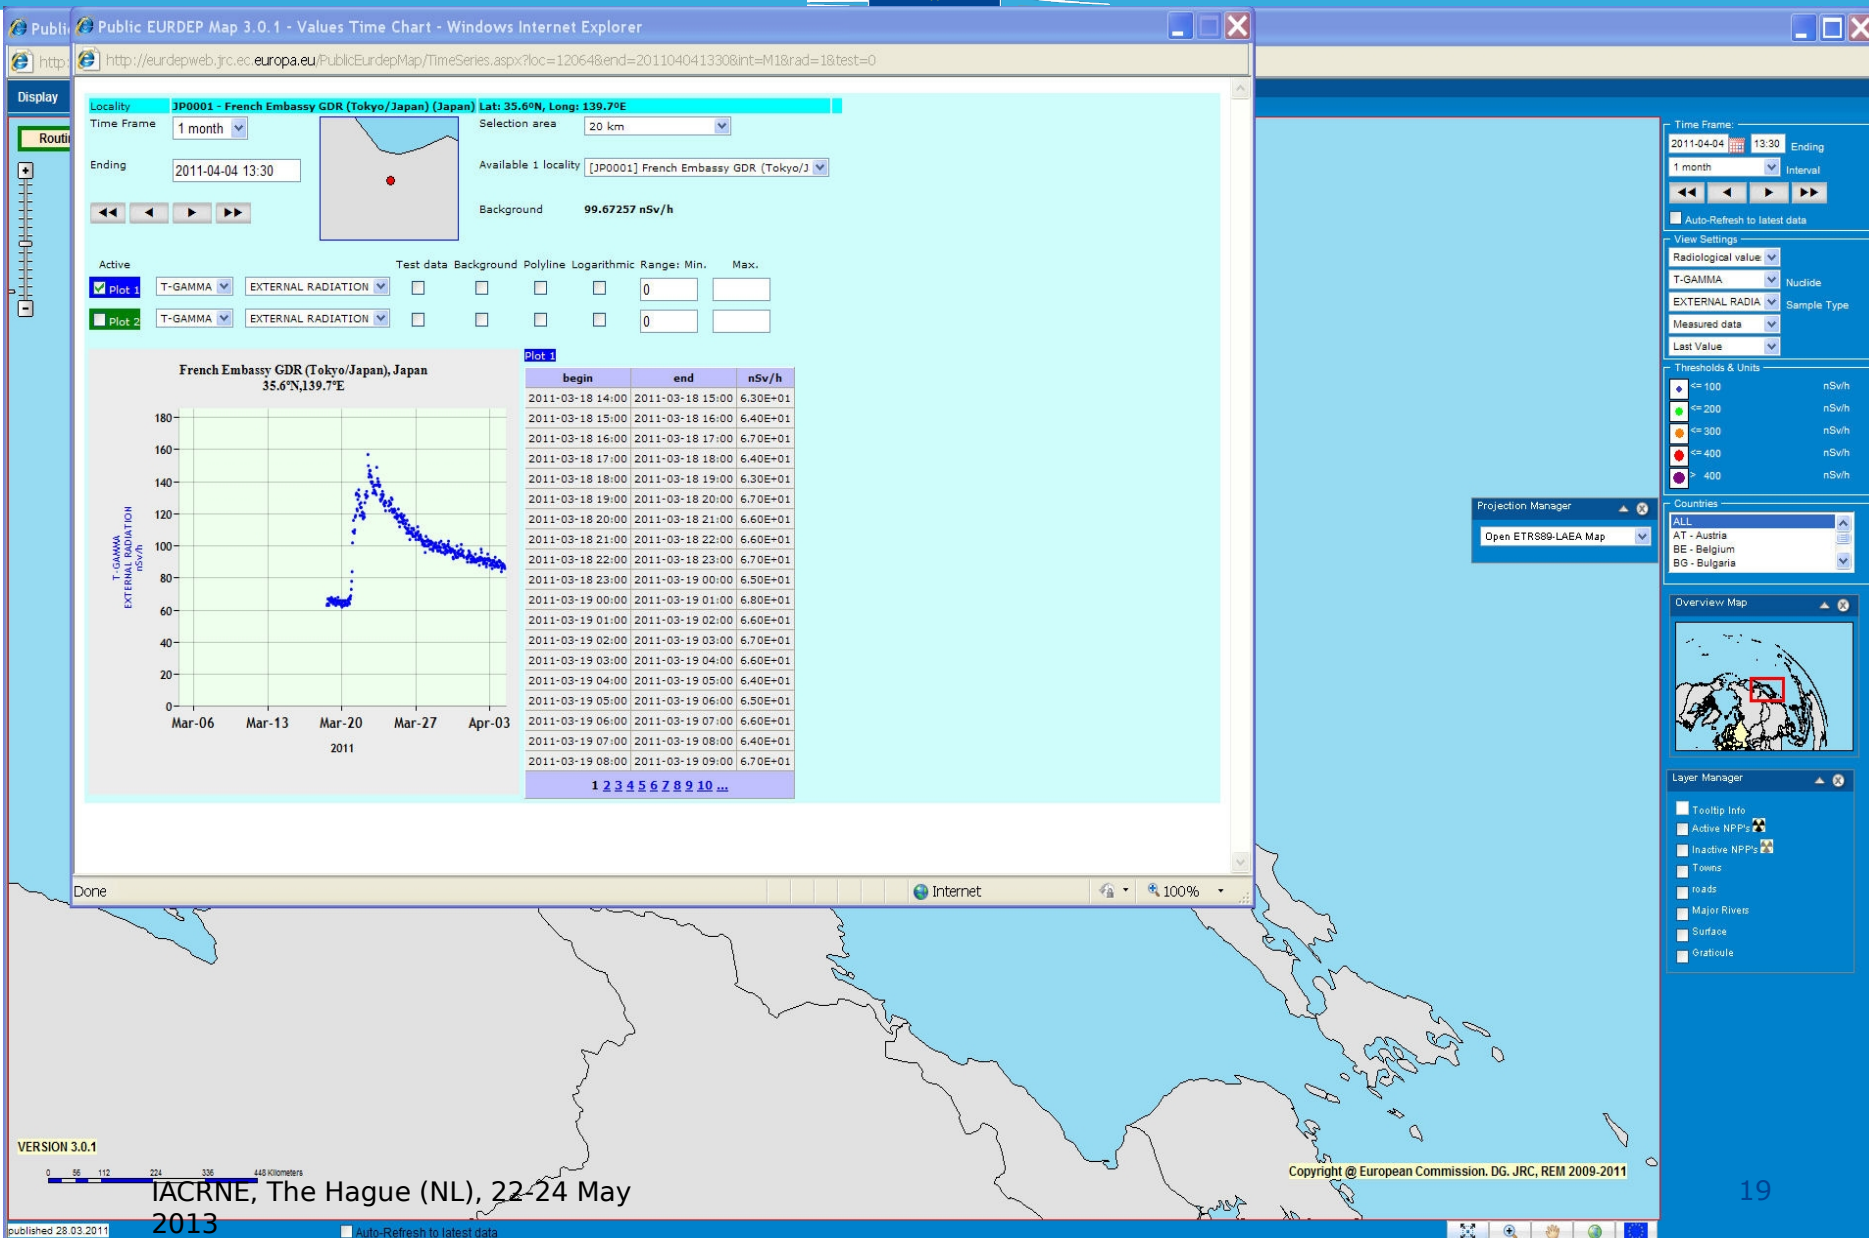 Public EURDEP Map 3.0.1 - Values Time Chart - Windows Internet Explorer
http://eurdepweb.jrc.ec.europa.eu/PublicEurdepMap/TimeSeries.aspx?loc=12064&end=201104041330&int=M1&rad=1&test=0
Display
Locality JP0001 - French Embassy GDR (Tokyo/Japan) (Japan) Lat: 35.6ºN, Long: 139.7ºE
Time Frame 1 month Selection area 20 km
Ending 2011-04-04 13:30 Available 1 locality [JP0001] French Embassy GDR (Tokyo/J
Background 99.67257 nSv/h
Active Test data Background Polyline Logarithmic Range: Min. Max.
Plot 1 T-GAMMA EXTERNAL RADIATION 0
Plot 2 T-GAMMA EXTERNAL RADIATION 0
French Embassy GDR (Tokyo/Japan), Japan
35.6ºN,139.7ºE
180
160
140
120
100
80
60
40
20
0
T-GAMMA
EXTERNAL RADIATION
nSv/h
Mar-06 Mar-13 Mar-20 Mar-27 Apr-03
2011
Plot 1
begin end nSv/h
2011-03-18 14:00 2011-03-18 15:00 6.30E+01
2011-03-18 15:00 2011-03-18 16:00 6.40E+01
2011-03-18 16:00 2011-03-18 17:00 6.70E+01
2011-03-18 17:00 2011-03-18 18:00 6.40E+01
2011-03-18 18:00 2011-03-18 19:00 6.30E+01
2011-03-18 19:00 2011-03-18 20:00 6.70E+01
2011-03-18 20:00 2011-03-18 21:00 6.60E+01
2011-03-18 21:00 2011-03-18 22:00 6.60E+01
2011-03-18 22:00 2011-03-18 23:00 6.70E+01
2011-03-18 23:00 2011-03-19 00:00 6.50E+01
2011-03-19 00:00 2011-03-19 01:00 6.80E+01
2011-03-19 01:00 2011-03-19 02:00 6.60E+01
2011-03-19 02:00 2011-03-19 03:00 6.70E+01
2011-03-19 03:00 2011-03-19 04:00 6.60E+01
2011-03-19 04:00 2011-03-19 05:00 6.40E+01
2011-03-19 05:00 2011-03-19 06:00 6.50E+01
2011-03-19 06:00 2011-03-19 07:00 6.60E+01
2011-03-19 07:00 2011-03-19 08:00 6.40E+01
2011-03-19 08:00 2011-03-19 09:00 6.70E+01
1 2 3 4 5 6 7 8 9 10 ...
Done Internet 100%
Time Frame:
2011-04-04 13:30 Ending
1 month Interval
Auto-Refresh to latest data
View Settings
Radiological value
T-GAMMA Nuclide
EXTERNAL RADIA Sample Type
Measured data
Last Value
Thresholds & Units
<= 100 nSv/h
<= 200 nSv/h
<= 300 nSv/h
<= 400 nSv/h
> 400 nSv/h
Projection Manager
Open ETRS89-LAEA Map
Countries
ALL
AT - Austria
BE - Belgium
BG - Bulgaria
Overview Map
Layer Manager
Tooltip Info
Active NPP's
Inactive NPP's
Towns
roads
Major Rivers
Surface
Graticule
VERSION 3.0.1
0 56 112 224 336 448 Kilometers
Copyright @ European Commission. DG. JRC, REM 2009-2011
IACRNE, The Hague (NL), 22-24 May
2013
19
published 28.03.2011 Auto-Refresh to latest data